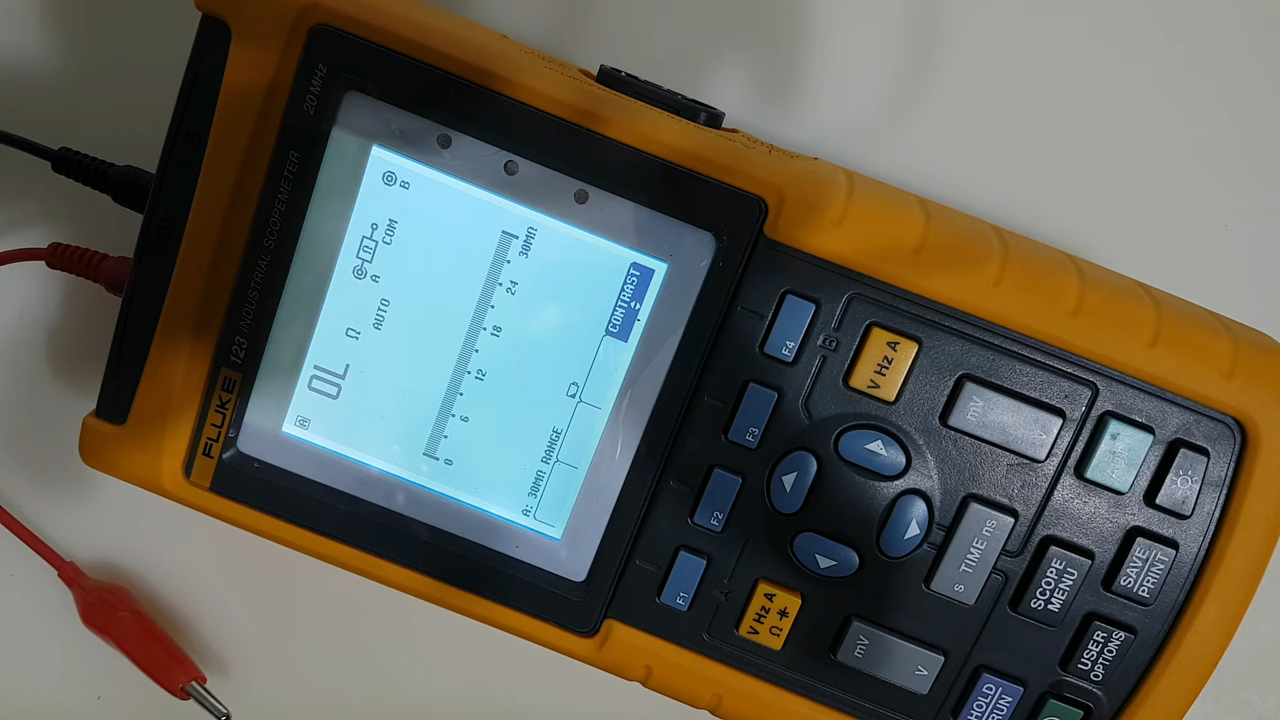 FLUKE 123 INDUSTRIAL SCOPEMETER 20 MHz
A OL Ω
AUTO
A COM B
Ω
0 6 12 18 24 30MΩ
A: 30MΩ RANGE
CONTRAST
F1 F2 F3 F4
A
B
V Hz A
Ω
V Hz A
mV V
mV V
s TIME ns
HOLD
RUN
SCOPE
MENU
USER
OPTIONS
SAVE
PRINT